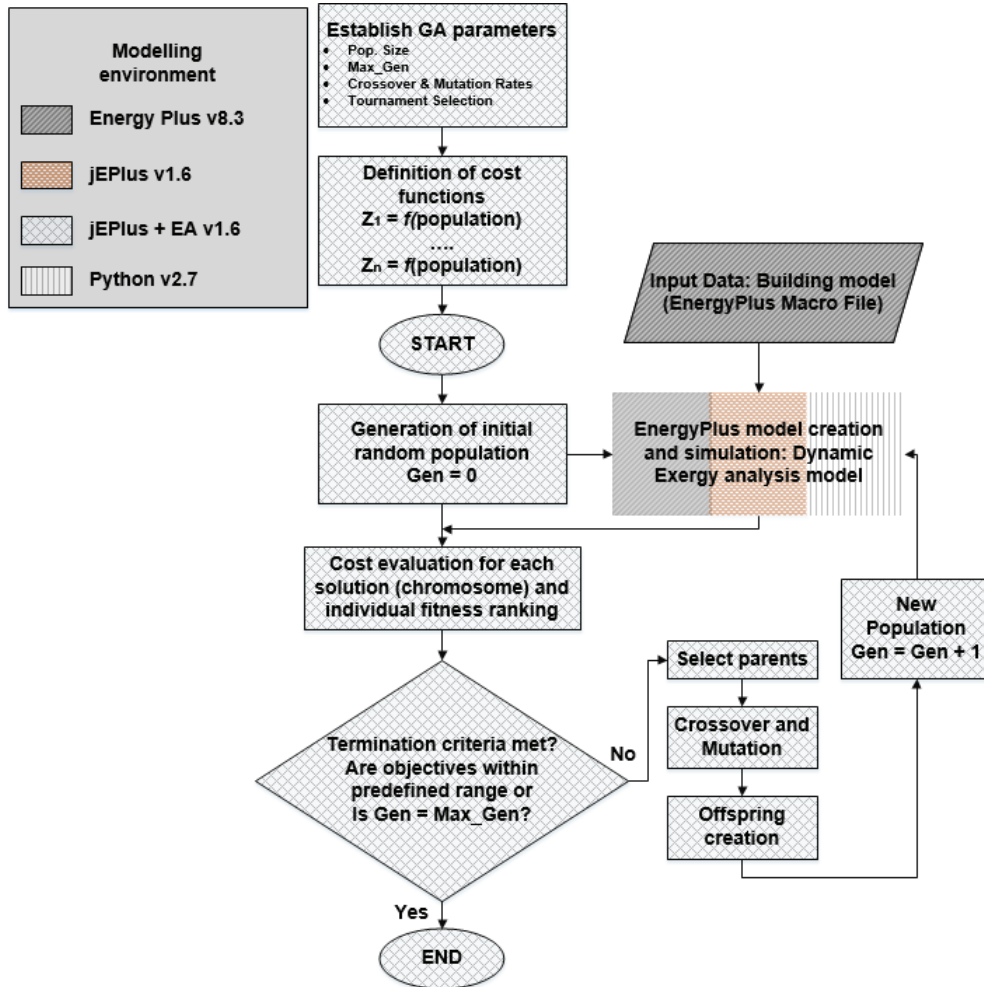 Modelling
environment
Energy Plus v8.3
jEPlus v1.6
jEPlus + EA v1.6
Python v2.7
Establish GA parameters
• Pop. Size
• Max_Gen
• Crossover & Mutation Rates
• Tournament Selection
Definition of cost
functions
Z₁ = f(population)
....
Zₙ = f(population)
START
Input Data: Building model
(EnergyPlus Macro File)
Generation of initial
random population
Gen = 0
EnergyPlus model creation
and simulation: Dynamic
Exergy analysis model
Cost evaluation for each
solution (chromosome) and
individual fitness ranking
New
Population
Gen = Gen + 1
Termination criteria met?
Are objectives within
predefined range or
Is Gen = Max_Gen?
No
Select parents
Crossover and
Mutation
Offspring
creation
Yes
END